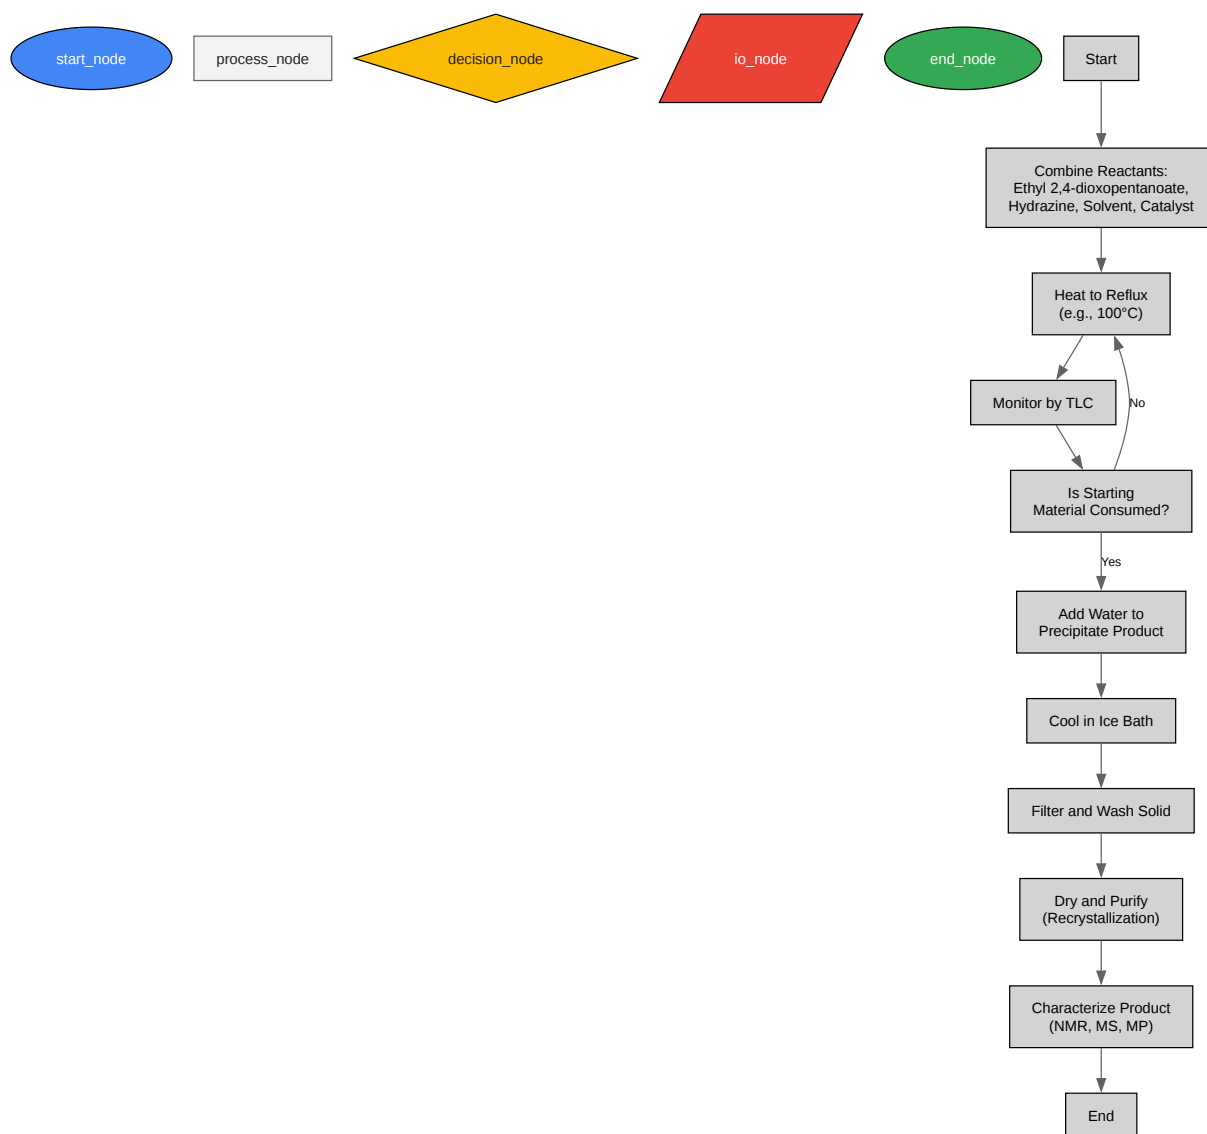 start_node
process_node
decision_node
io_node
end_node
Start
Combine Reactants:
Ethyl 2,4-dioxopentanoate,
Hydrazine, Solvent, Catalyst
Heat to Reflux
(e.g., 100°C)
Monitor by TLC
No
Is Starting
Material Consumed?
Yes
Add Water to
Precipitate Product
Cool in Ice Bath
Filter and Wash Solid
Dry and Purify
(Recrystallization)
Characterize Product
(NMR, MS, MP)
End